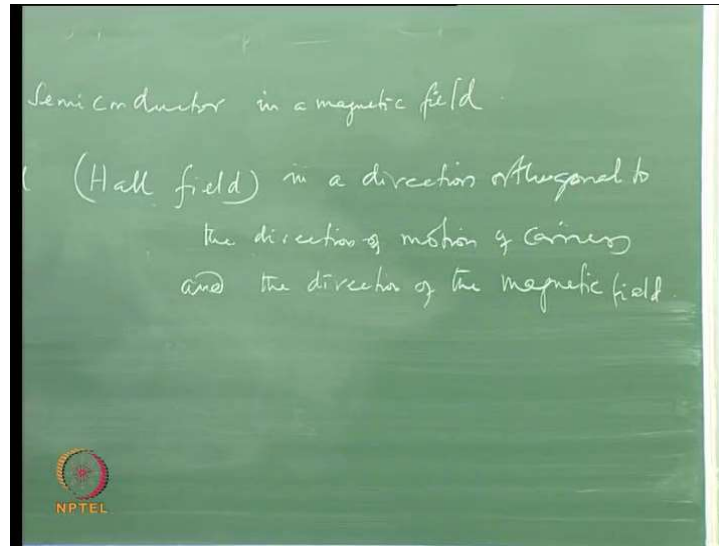 Semiconductor in a magnetic field.
(Hall field) in a direction orthogonal to
the direction of motion of carriers
and the direction of the magnetic field.
NPTEL